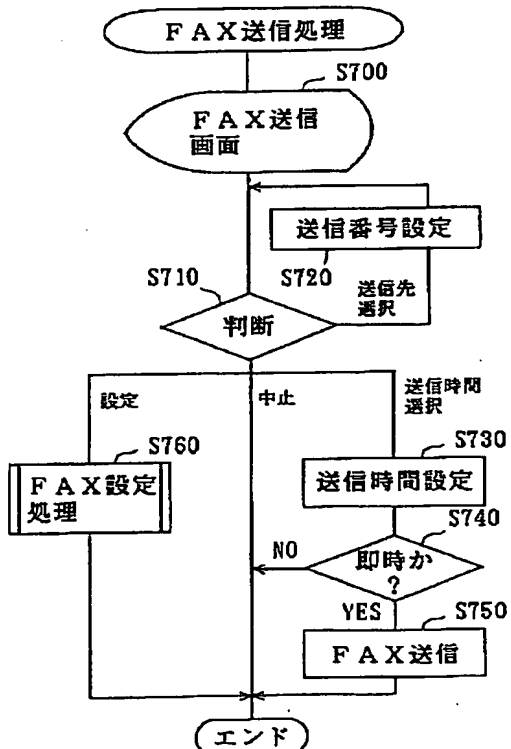 ＦＡＸ送信処理
S700
ＦＡＸ送信
画面
送信番号設定
S720
S710
送信先
選択
判断
設定
中止
送信時間
選択
S760
S730
ＦＡＸ設定
処理
送信時間設定
S740
NO
即時か
？
YES
S750
ＦＡＸ送信
エンド